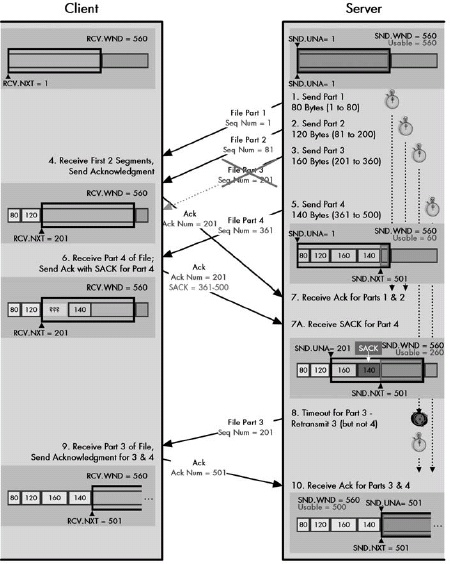 Client
Server
RCV.WND = 560
RCV.NXT = 1
SND.UNA= 1
SND.WND = 560
Usable = 560
SND.UNA= 1
File Part 1
Seq Num = 1
1. Send Part 1
80 Bytes (1 to 80)
File Part 2
Seq Num = 81
2. Send Part 2
120 Bytes (81 to 200)
File Part 3
Seq Num = 201
3. Send Part 3
160 Bytes (201 to 360)
4. Receive First 2 Segments,
Send Acknowledgment
RCV.WND = 560
80 120
RCV.NXT = 201
Ack
Ack Num = 201
File Part 4
Seq Num = 361
5. Send Part 4
140 Bytes (361 to 500)
SND.WND = 560
Usable = 60
80 120 160 140
SND.NXT = 501
6. Receive Part 4 of File;
Send Ack with SACK for Part 4
Ack
Ack Num = 201
SACK = 361-500
RCV.WND = 560
80 120 ??? 140
RCV.NXT = 201
7. Receive Ack for Parts 1 & 2
7A. Receive SACK for Part 4
SND.UNA= 201
SACK
SND.WND = 560
Usable = 260
80 120 160 140
SND.NXT = 501
8. Timeout for Part 3 -
Retransmit 3 (but not 4)
File Part 3
Seq Num = 201
9. Receive Part 3 of File,
Send Acknowledgment for 3 & 4
Ack
Ack Num = 501
RCV.WND = 560
80 120 160 140 ...
RCV.NXT = 501
10. Receive Ack for Parts 3 & 4
SND.WND = 560
Usable = 500
SND.UNA= 501
80 120 160 140 ...
SND.NXT = 501